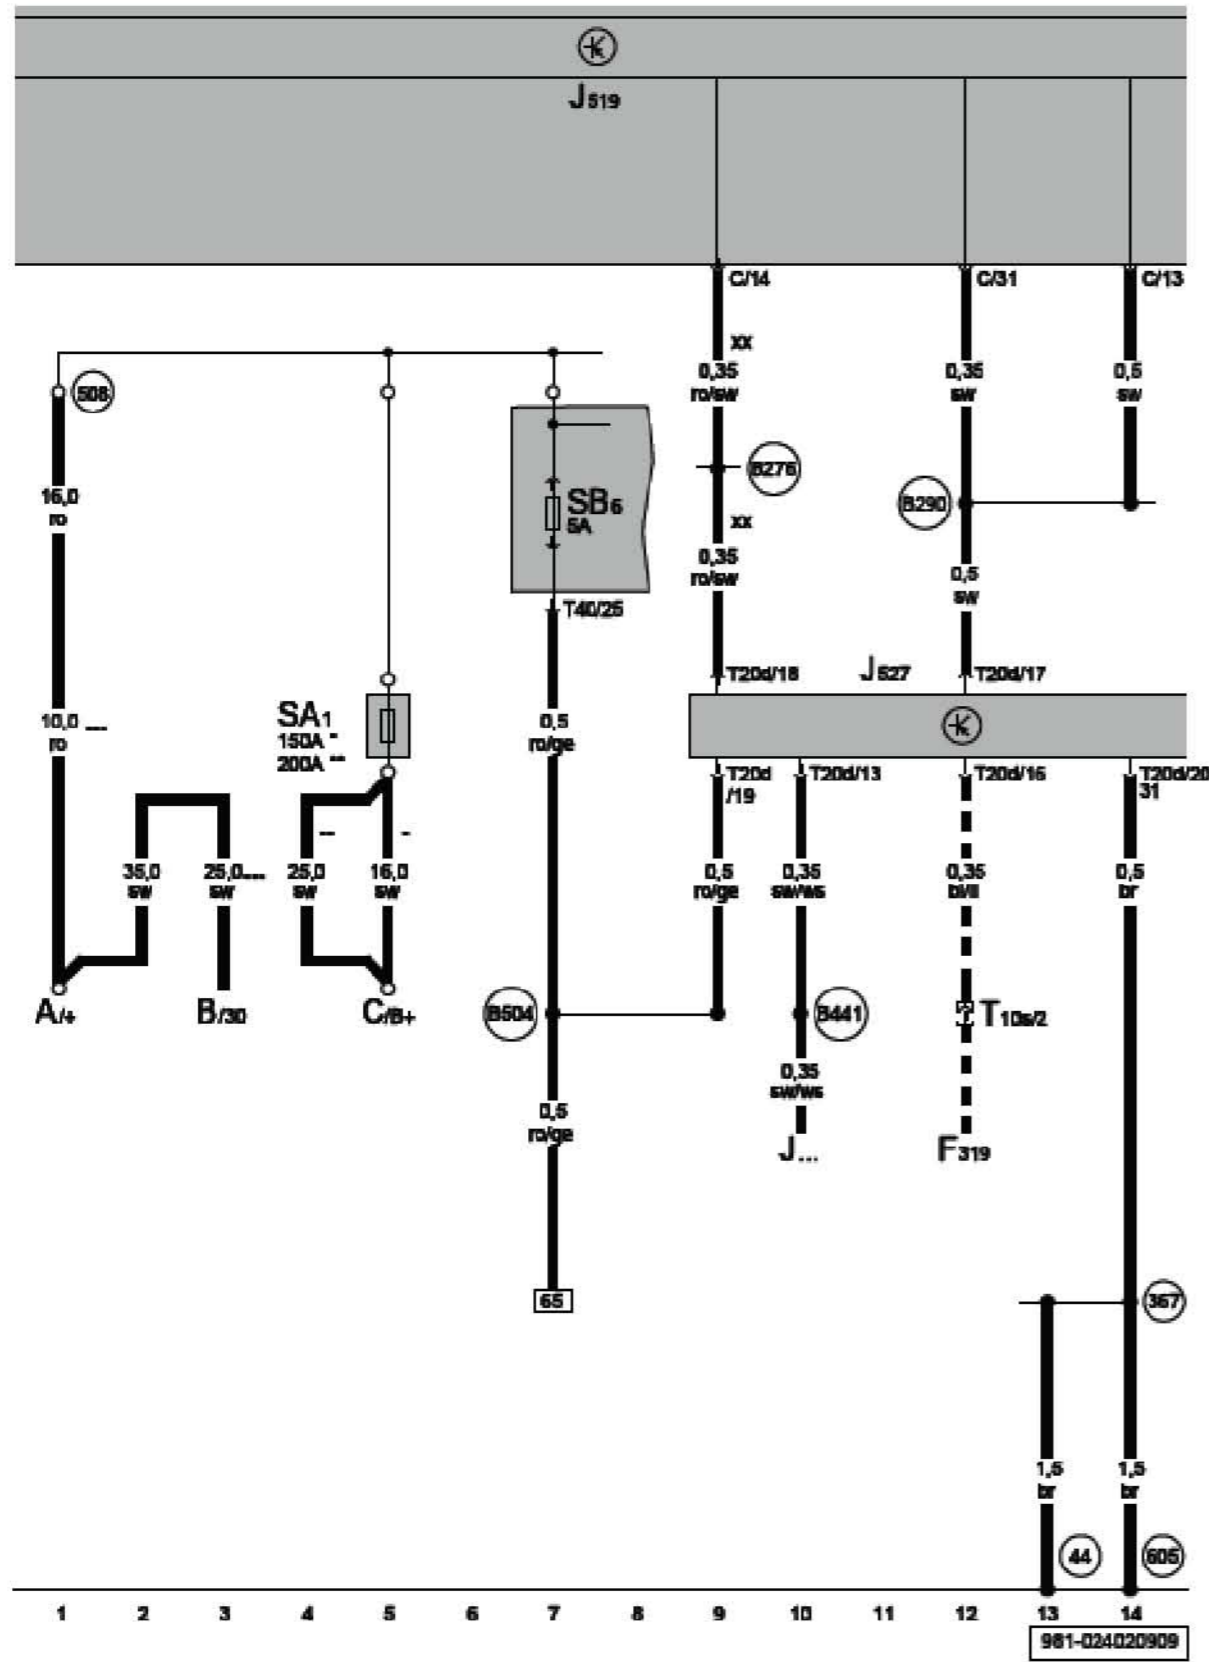 J519
C/14
C/31
C/13
xx
0,35
ro/sw
0,35
sw
0,5
sw
508
B276
B290
16,0
ro
SB6
5A
xx
0,35
ro/sw
0,5
sw
T40/25
T20d/18
J527
T20d/17
SA1
150A *
200A **
10,0 ....
ro
0,5
ro/ge
T20d
/19
T20d/13
T20d/16
T20d/20
31
**
*
35,0
sw
25,0....
sw
25,0
sw
16,0
sw
0,5
ro/ge
0,35
sw/ws
0,35
bl/li
0,5
br
A/+
B/30
C/B+
B504
B441
T10s/2
0,35
sw/ws
0,5
ro/ge
J...
F319
65
367
1,5
br
1,5
br
44
605
1 2 3 4 5 6 7 8 9 10 11 12 13 14
981-024020909